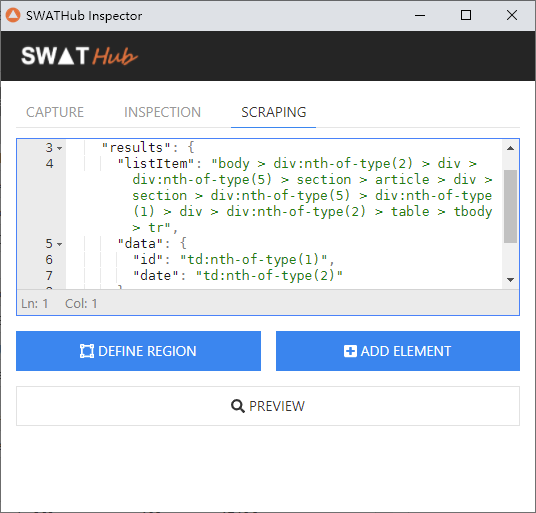 SWATHub Inspector
SWAT Hub
CAPTURE INSPECTION SCRAPING
3 "results": {
4 "listItem": "body > div:nth-of-type(2) > div >
div:nth-of-type(5) > section > article > div >
section > div:nth-of-type(5) > div:nth-of-type
(1) > div > div:nth-of-type(2) > table > tbody
> tr",
5 "data": {
6 "id": "td:nth-of-type(1)",
7 "date": "td:nth-of-type(2)"
Ln: 1 Col: 1
DEFINE REGION ADD ELEMENT
PREVIEW